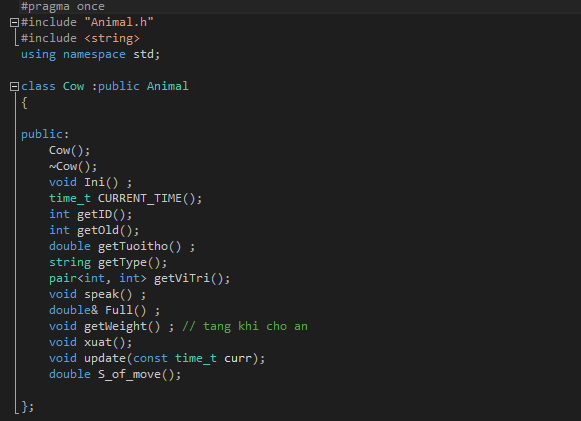 #pragma once
#include "Animal.h"
#include <string>
using namespace std;
class Cow :public Animal
{
public:
Cow();
~Cow();
void Ini() ;
time_t CURRENT_TIME();
int getID();
int getOld();
double getTuoitho() ;
string getType();
pair<int, int> getViTri();
void speak() ;
double& Full() ;
void getWeight() ; // tang khi cho an
void xuat();
void update(const time_t curr);
double S_of_move();
};